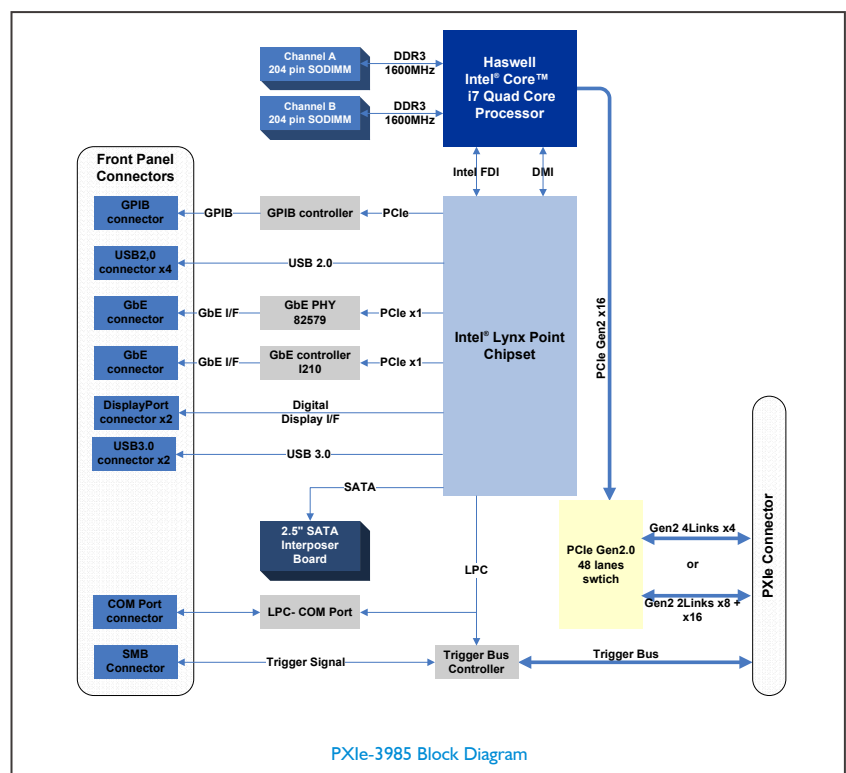 Channel A
204 pin SODIMM
DDR3
1600MHz
Channel B
204 pin SODIMM
DDR3
1600MHz
Haswell
Intel® Core™
i7 Quad Core
Processor
Intel FDI
DMI
Front Panel
Connectors
GPIB
connector
GPIB
GPIB controller
PCIe
USB2,0
connector x4
USB 2.0
GbE
connector
GbE I/F
GbE PHY
82579
PCIe x1
GbE
connector
GbE I/F
GbE controller
I210
PCIe x1
DisplayPort
connector x2
Digital
Display I/F
USB3.0
connector x2
USB 3.0
Intel® Lynx Point
Chipset
PCIe Gen2 x16
SATA
2.5" SATA
Interposer
Board
LPC
PCIe Gen2.0
48 lanes
swtich
Gen2 4Links x4
or
Gen2 2Links x8 +
x16
PXIe Connector
COM Port
connector
LPC- COM Port
SMB
Connector
Trigger Signal
Trigger Bus
Controller
Trigger Bus
PXIe-3985 Block Diagram